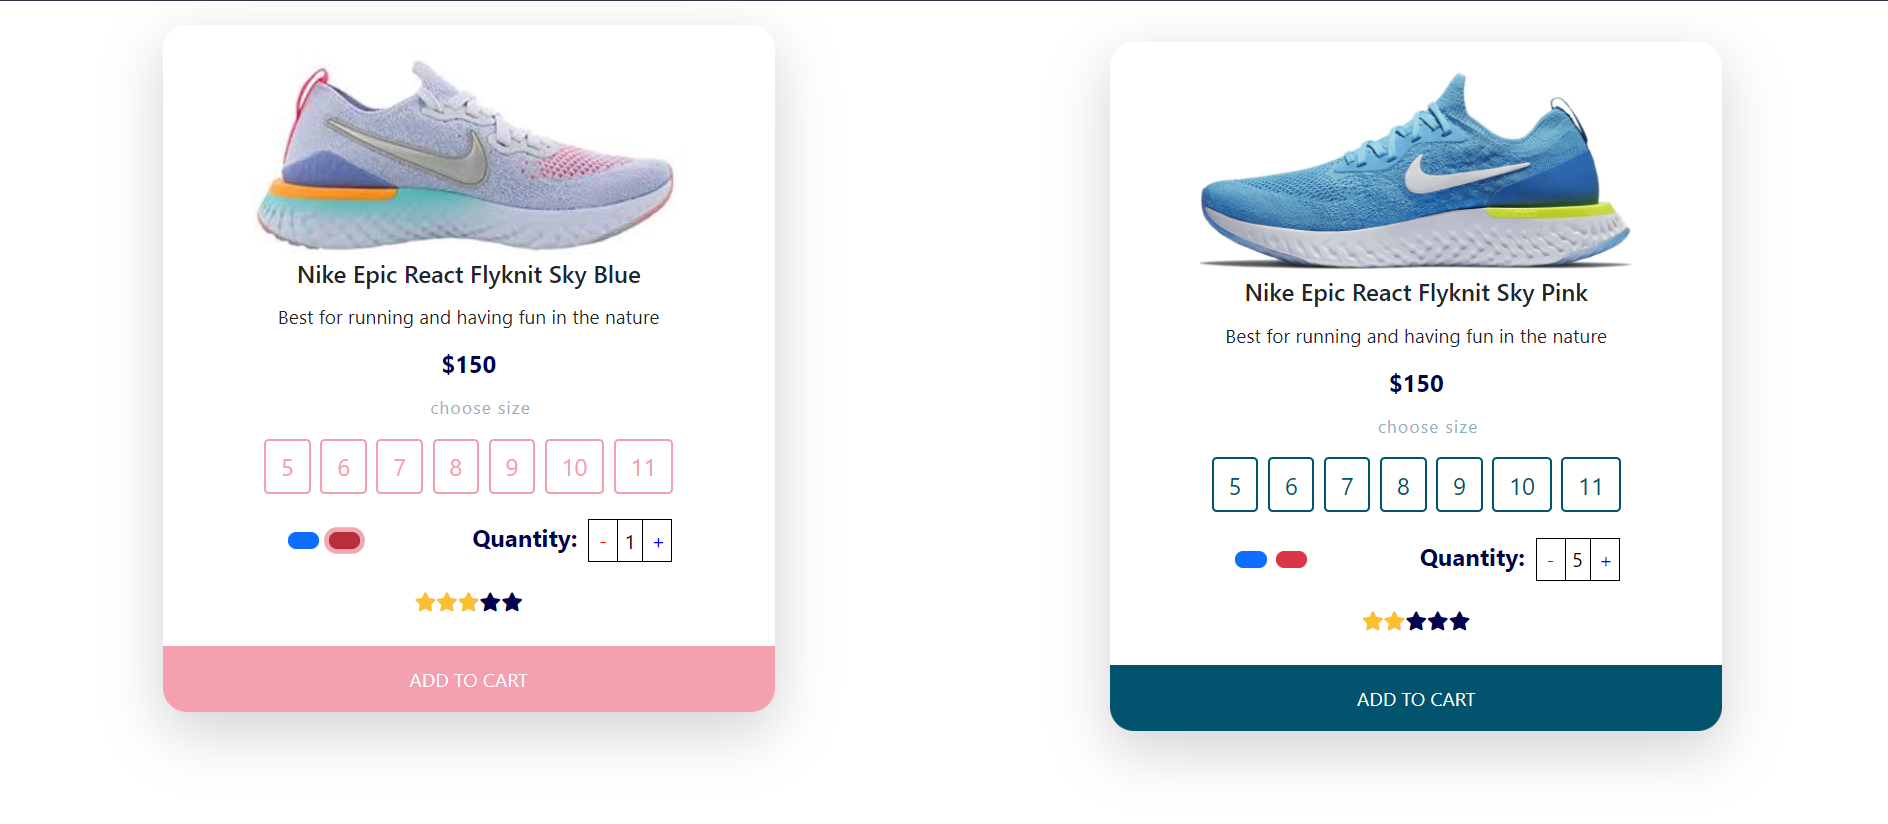 Nike Epic React Flyknit Sky Blue
Best for running and having fun in the nature
$150
choose size
5 6 7 8 9 10 11
Quantity: - 1 +
ADD TO CART
Nike Epic React Flyknit Sky Pink
Best for running and having fun in the nature
$150
choose size
5 6 7 8 9 10 11
Quantity: - 5 +
ADD TO CART